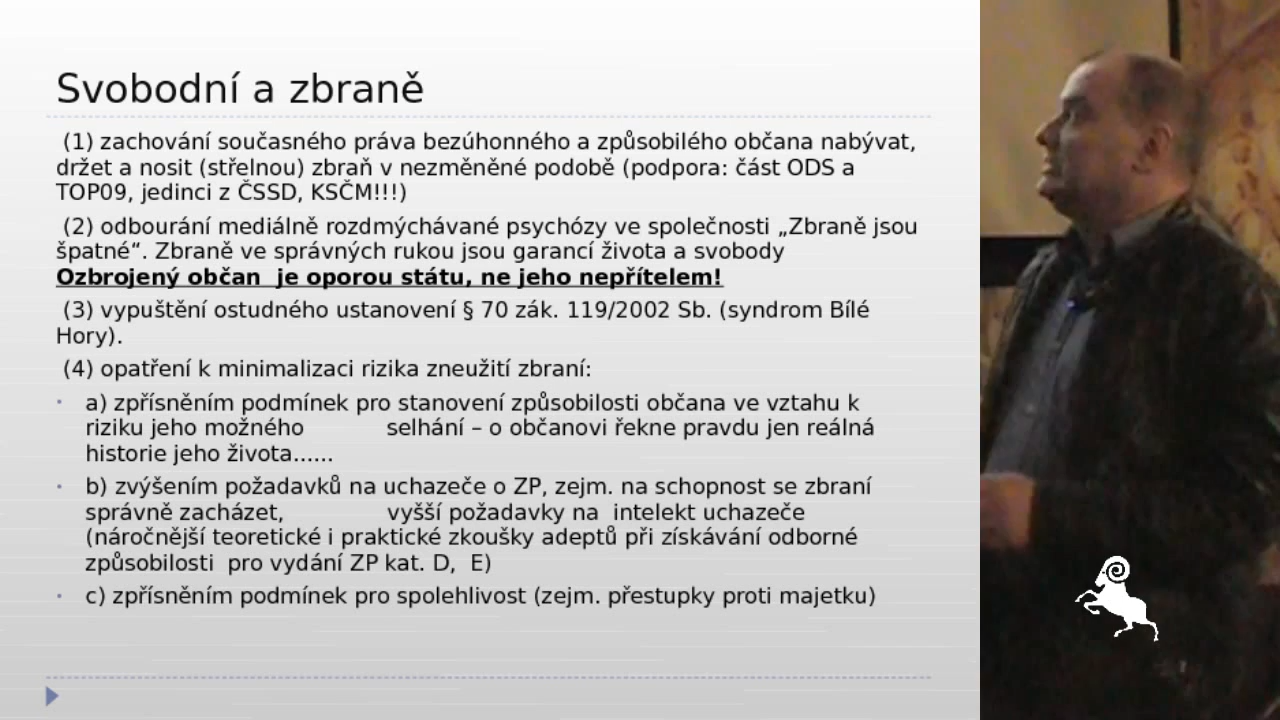 Svobodní a zbraně
(1) zachování současného práva bezúhonného a způsobilého občana nabývat,
držet a nosit (střelnou) zbraň v nezměněné podobě (podpora: část ODS a
TOP09, jedinci z ČSSD, KSČM!!!)
(2) odbourání mediálně rozdmýchávané psychózy ve společnosti „Zbraně jsou
špatné“. Zbraně ve správných rukou jsou garancí života a svobody
Ozbrojený občan je oporou státu, ne jeho nepřítelem!
(3) vypuštění ostudného ustanovení § 70 zák. 119/2002 Sb. (syndrom Bílé
Hory).
(4) opatření k minimalizaci rizika zneužití zbraní:
• a) zpřísněním podmínek pro stanovení způsobilosti občana ve vztahu k
riziku jeho možného selhání – o občanovi řekne pravdu jen reálná
historie jeho života……
• b) zvýšením požadavků na uchazeče o ZP, zejm. na schopnost se zbraní
správně zacházet, vyšší požadavky na intelekt uchazeče
(náročnější teoretické i praktické zkoušky adeptů při získávání odborné
způsobilosti pro vydání ZP kat. D, E)
• c) zpřísněním podmínek pro spolehlivost (zejm. přestupky proti majetku)